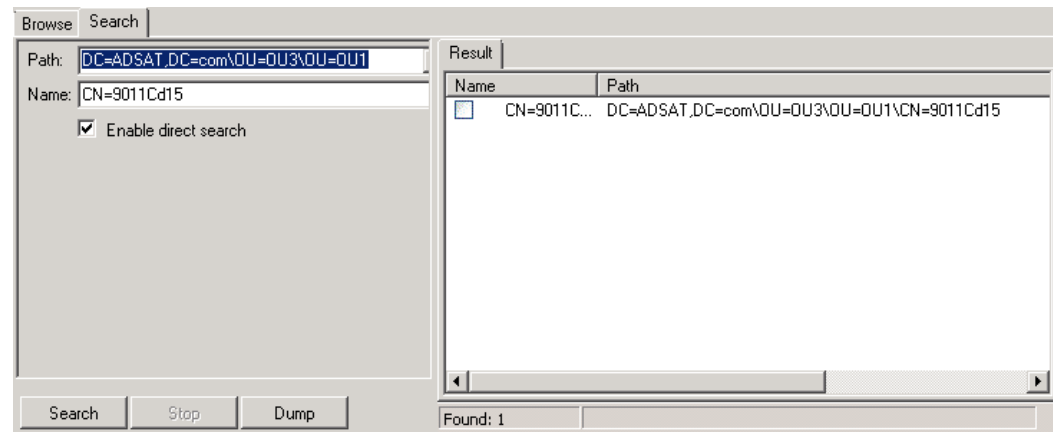 Browse Search
Path: DC=ADSAT,DC=com\OU=OU3\OU=OU1
Name: CN=9011Cd15
Enable direct search
Search Stop Dump
Result
Name Path
CN=9011C... DC=ADSAT,DC=com\OU=OU3\OU=OU1\CN=9011Cd15
Found: 1